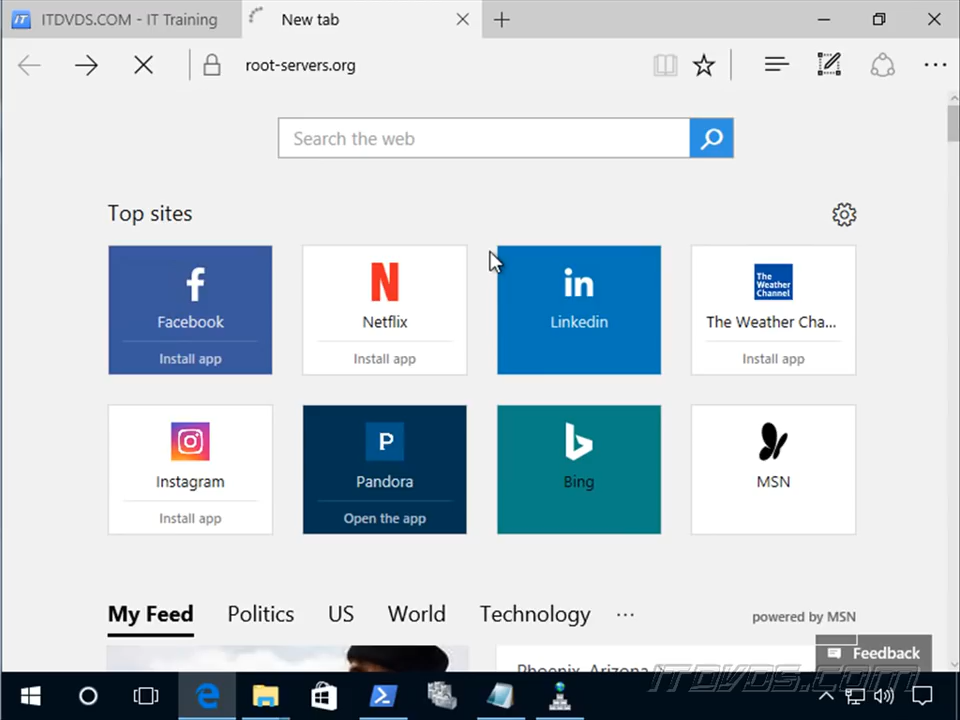 ITDVDS.COM - IT Training
New tab
root-servers.org
Search the web
Top sites
Facebook
Install app
Netflix
Install app
Linkedin
The Weather Channel
The Weather Cha...
Install app
Instagram
Install app
Pandora
Open the app
Bing
MSN
My Feed
Politics
US
World
Technology
powered by MSN
Feedback
Phoenix, Arizona
ITDVDS.com